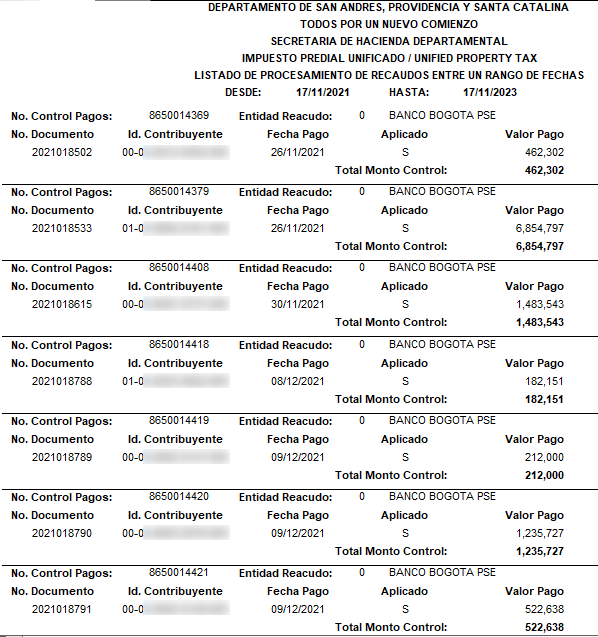 DEPARTAMENTO DE SAN ANDRES, PROVIDENCIA Y SANTA CATALINA
TODOS POR UN NUEVO COMIENZO
SECRETARIA DE HACIENDA DEPARTAMENTAL
IMPUESTO PREDIAL UNIFICADO / UNIFIED PROPERTY TAX
LISTADO DE PROCESAMIENTO DE RECAUDOS ENTRE UN RANGO DE FECHAS
DESDE: 17/11/2021 HASTA: 17/11/2023
No. Control Pagos: 8650014369 Entidad Reacudo: 0 BANCO BOGOTA PSE
No. Documento Id. Contribuyente Fecha Pago Aplicado Valor Pago
2021018502 00-0 26/11/2021 S 462,302
Total Monto Control: 462,302
No. Control Pagos: 8650014379 Entidad Reacudo: 0 BANCO BOGOTA PSE
No. Documento Id. Contribuyente Fecha Pago Aplicado Valor Pago
2021018533 01-0 26/11/2021 S 6,854,797
Total Monto Control: 6,854,797
No. Control Pagos: 8650014408 Entidad Reacudo: 0 BANCO BOGOTA PSE
No. Documento Id. Contribuyente Fecha Pago Aplicado Valor Pago
2021018615 00-0 30/11/2021 S 1,483,543
Total Monto Control: 1,483,543
No. Control Pagos: 8650014418 Entidad Reacudo: 0 BANCO BOGOTA PSE
No. Documento Id. Contribuyente Fecha Pago Aplicado Valor Pago
2021018788 01-0 08/12/2021 S 182,151
Total Monto Control: 182,151
No. Control Pagos: 8650014419 Entidad Reacudo: 0 BANCO BOGOTA PSE
No. Documento Id. Contribuyente Fecha Pago Aplicado Valor Pago
2021018789 00-0 09/12/2021 S 212,000
Total Monto Control: 212,000
No. Control Pagos: 8650014420 Entidad Reacudo: 0 BANCO BOGOTA PSE
No. Documento Id. Contribuyente Fecha Pago Aplicado Valor Pago
2021018790 00-0 09/12/2021 S 1,235,727
Total Monto Control: 1,235,727
No. Control Pagos: 8650014421 Entidad Reacudo: 0 BANCO BOGOTA PSE
No. Documento Id. Contribuyente Fecha Pago Aplicado Valor Pago
2021018791 00-0 09/12/2021 S 522,638
Total Monto Control: 522,638